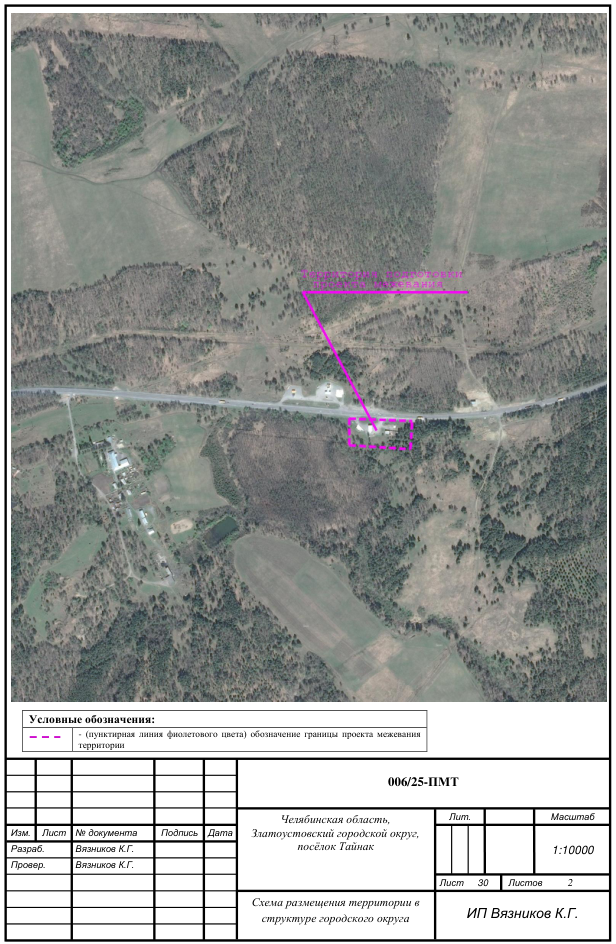 Территория подготовки
проекта межевания
Условные обозначения:
- (пунктирная линия фиолетового цвета) обозначение границы проекта межевания
территории
006/25-ПМТ
Челябинская область,
Златоустовский городской округ,
посёлок Тайнак
Лит.
Масштаб
1:10000
Изм. Лист № документа Подпись Дата
Разраб. Вязников К.Г.
Провер. Вязников К.Г.
Лист 30 Листов 2
Схема размещения территории в
структуре городского округа
ИП Вязников К.Г.